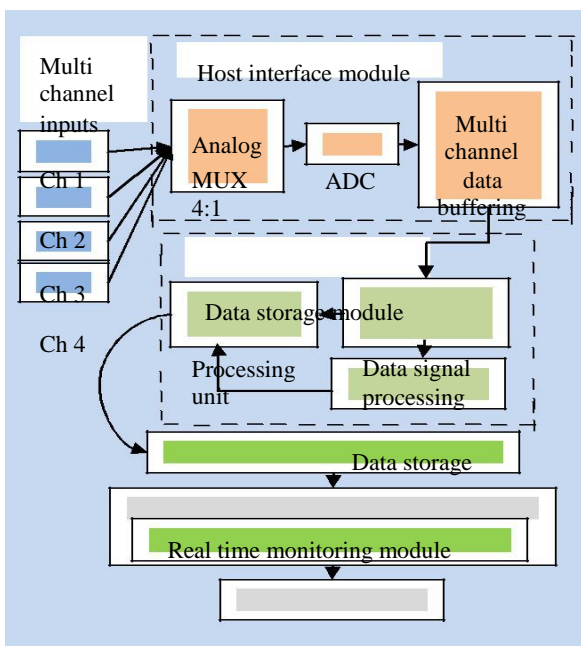 Multi
channel
inputs
Host interface module
Ch 1
Ch 2
Ch 3
Ch 4
Analog
MUX
4:1
ADC
Multi
channel
data
buffering
Data storage module
Processing
unit
Data signal
processing
Data storage
Real time monitoring module